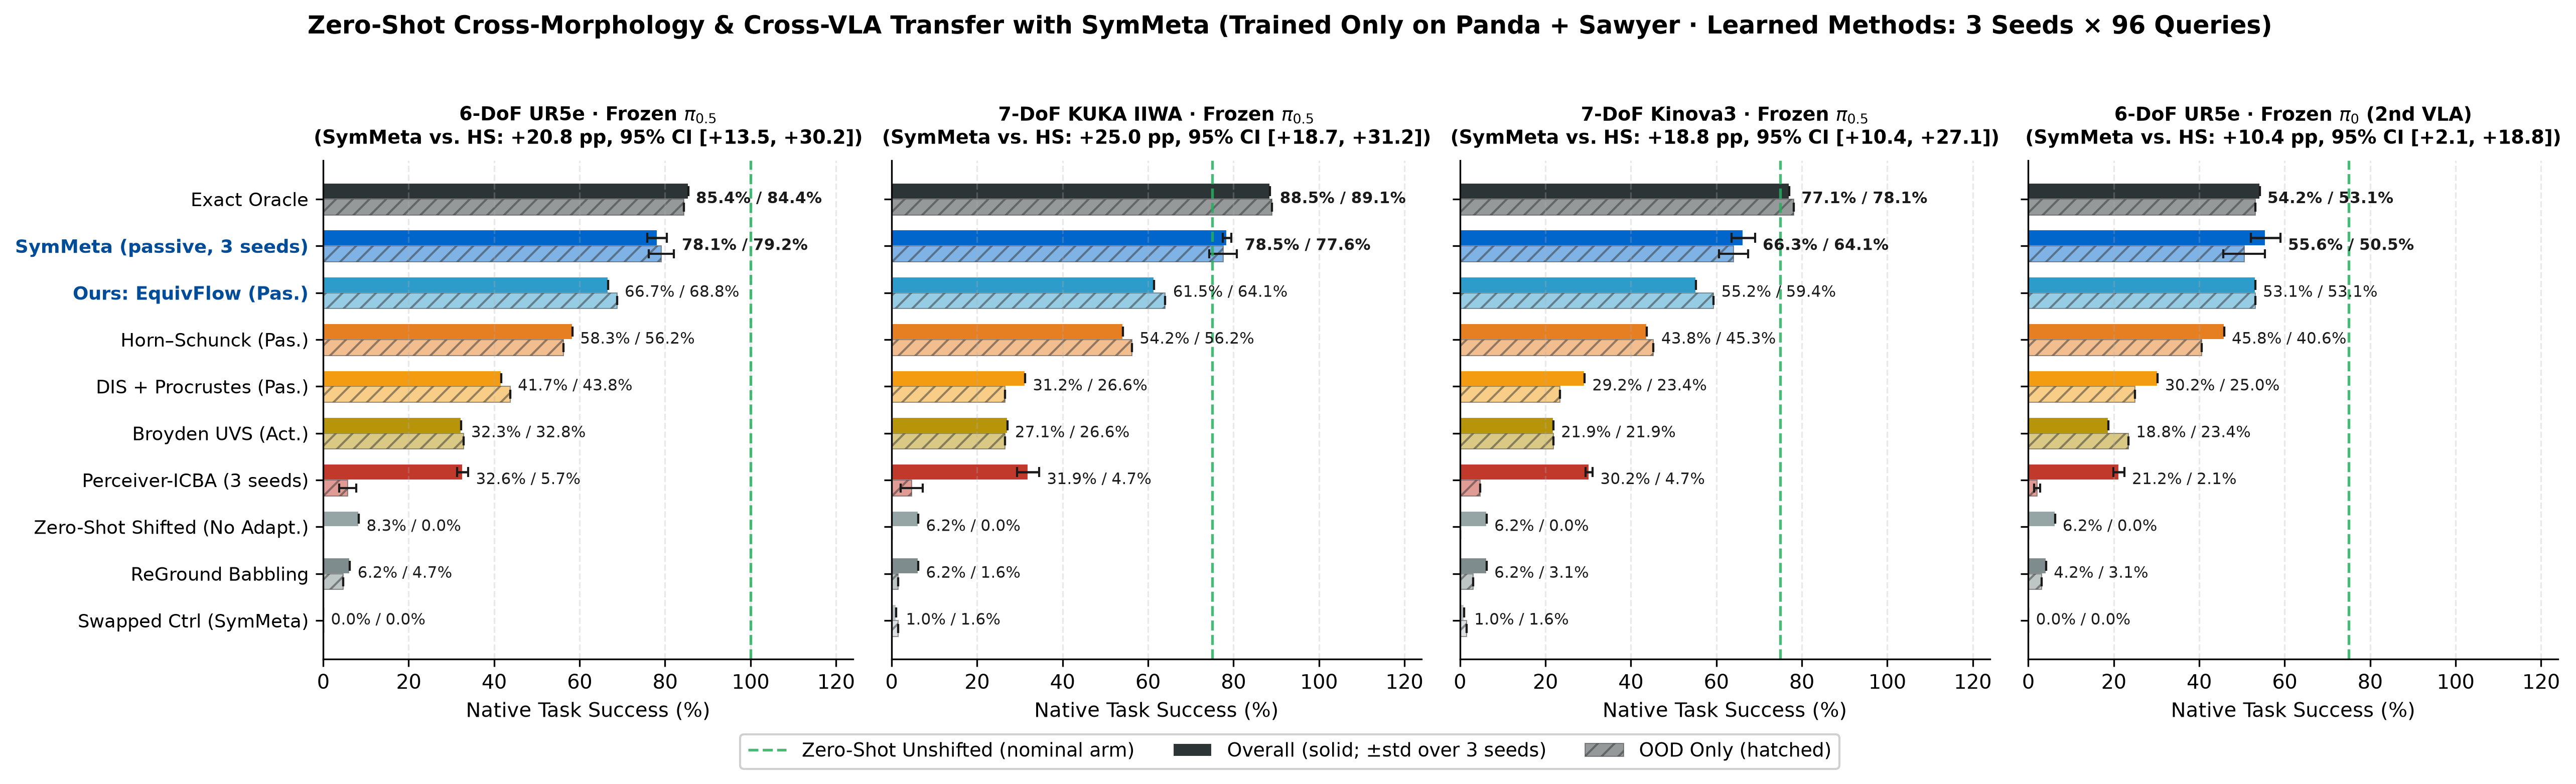 Zero-Shot Cross-Morphology & Cross-VLA Transfer with SymMeta (Trained Only on Panda + Sawyer · Learned Methods: 3 Seeds × 96 Queries)
6-DoF UR5e · Frozen π0.5
(SymMeta vs. HS: +20.8 pp, 95% CI [+13.5, +30.2])
Exact Oracle
SymMeta (passive, 3 seeds)
Ours: EquivFlow (Pas.)
Horn–Schunck (Pas.)
DIS + Procrustes (Pas.)
Broyden UVS (Act.)
Perceiver-ICBA (3 seeds)
Zero-Shot Shifted (No Adapt.)
ReGround Babbling
Swapped Ctrl (SymMeta)
85.4% / 84.4%
78.1% / 79.2%
66.7% / 68.8%
58.3% / 56.2%
41.7% / 43.8%
32.3% / 32.8%
32.6% / 5.7%
8.3% / 0.0%
6.2% / 4.7%
0.0% / 0.0%
0 20 40 60 80 100 120
Native Task Success (%)
7-DoF KUKA IIWA · Frozen π0.5
(SymMeta vs. HS: +25.0 pp, 95% CI [+18.7, +31.2])
88.5% / 89.1%
78.5% / 77.6%
61.5% / 64.1%
54.2% / 56.2%
31.2% / 26.6%
27.1% / 26.6%
31.9% / 4.7%
6.2% / 0.0%
6.2% / 1.6%
1.0% / 1.6%
0 20 40 60 80 100 120
Native Task Success (%)
7-DoF Kinova3 · Frozen π0.5
(SymMeta vs. HS: +18.8 pp, 95% CI [+10.4, +27.1])
77.1% / 78.1%
66.3% / 64.1%
55.2% / 59.4%
43.8% / 45.3%
29.2% / 23.4%
21.9% / 21.9%
30.2% / 4.7%
6.2% / 0.0%
6.2% / 3.1%
1.0% / 1.6%
0 20 40 60 80 100 120
Native Task Success (%)
6-DoF UR5e · Frozen π0 (2nd VLA)
(SymMeta vs. HS: +10.4 pp, 95% CI [+2.1, +18.8])
54.2% / 53.1%
55.6% / 50.5%
53.1% / 53.1%
45.8% / 40.6%
30.2% / 25.0%
18.8% / 23.4%
21.2% / 2.1%
6.2% / 0.0%
4.2% / 3.1%
0.0% / 0.0%
0 20 40 60 80 100 120
Native Task Success (%)
Zero-Shot Unshifted (nominal arm)
Overall (solid; ±std over 3 seeds)
OOD Only (hatched)